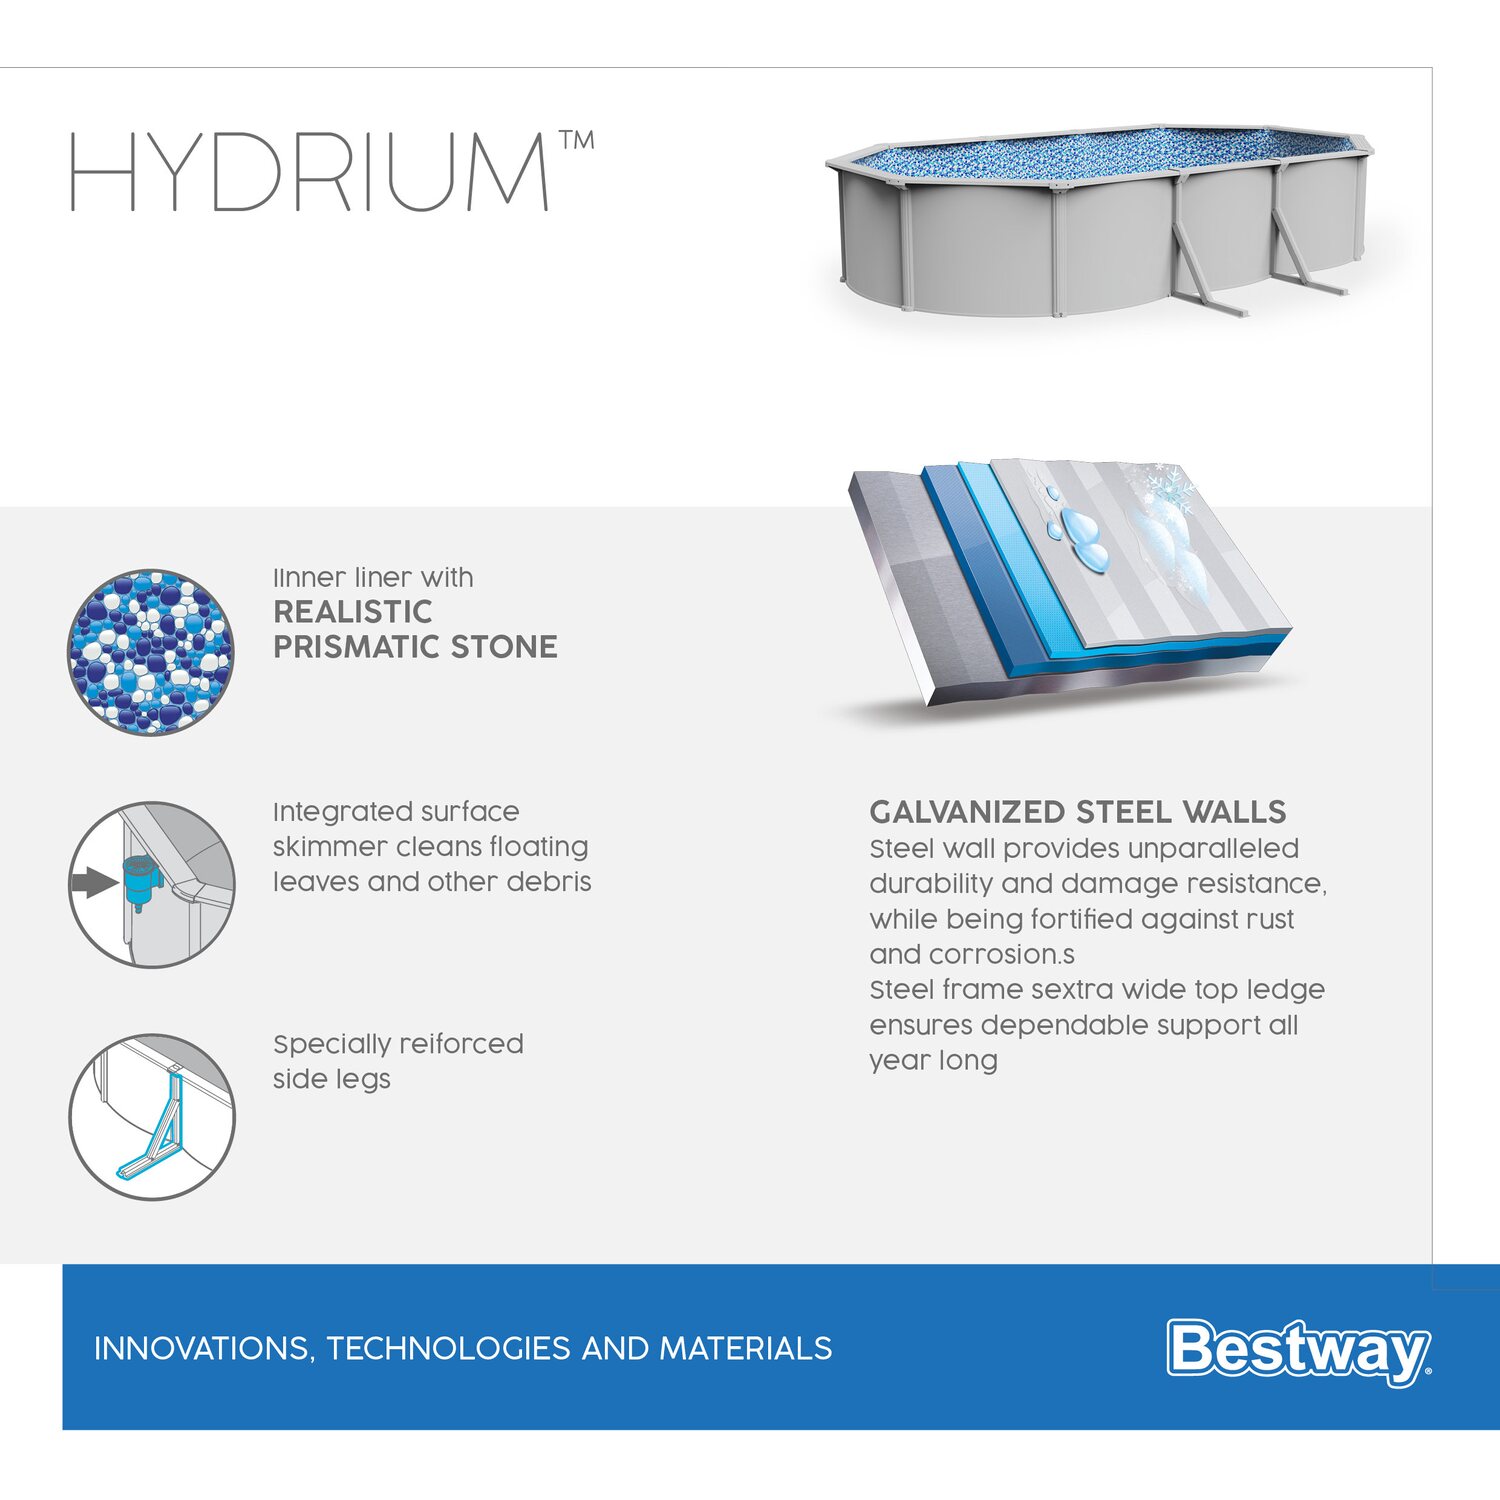 HYDRIUM™
IInner liner with
REALISTIC
PRISMATIC STONE
Integrated surface
skimmer cleans floating
leaves and other debris
Specially reiforced
side legs
GALVANIZED STEEL WALLS
Steel wall provides unparalleled
durability and damage resistance,
while being fortified against rust
and corrosion.s
Steel frame sextra wide top ledge
ensures dependable support all
year long
INNOVATIONS, TECHNOLOGIES AND MATERIALS
Bestway®